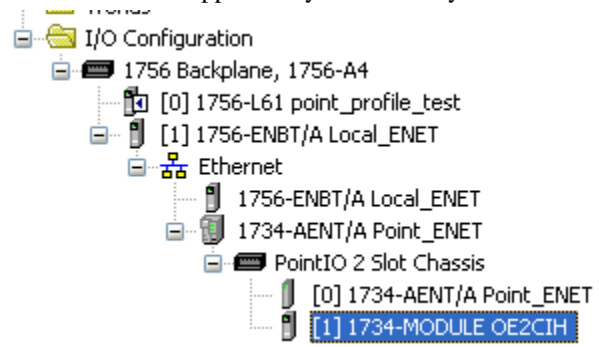 I/O Configuration
1756 Backplane, 1756-A4
[0] 1756-L61 point_profile_test
[1] 1756-ENBT/A Local_ENET
Ethernet
1756-ENBT/A Local_ENET
1734-AENT/A Point_ENET
PointIO 2 Slot Chassis
[0] 1734-AENT/A Point_ENET
[1] 1734-MODULE OE2CIH